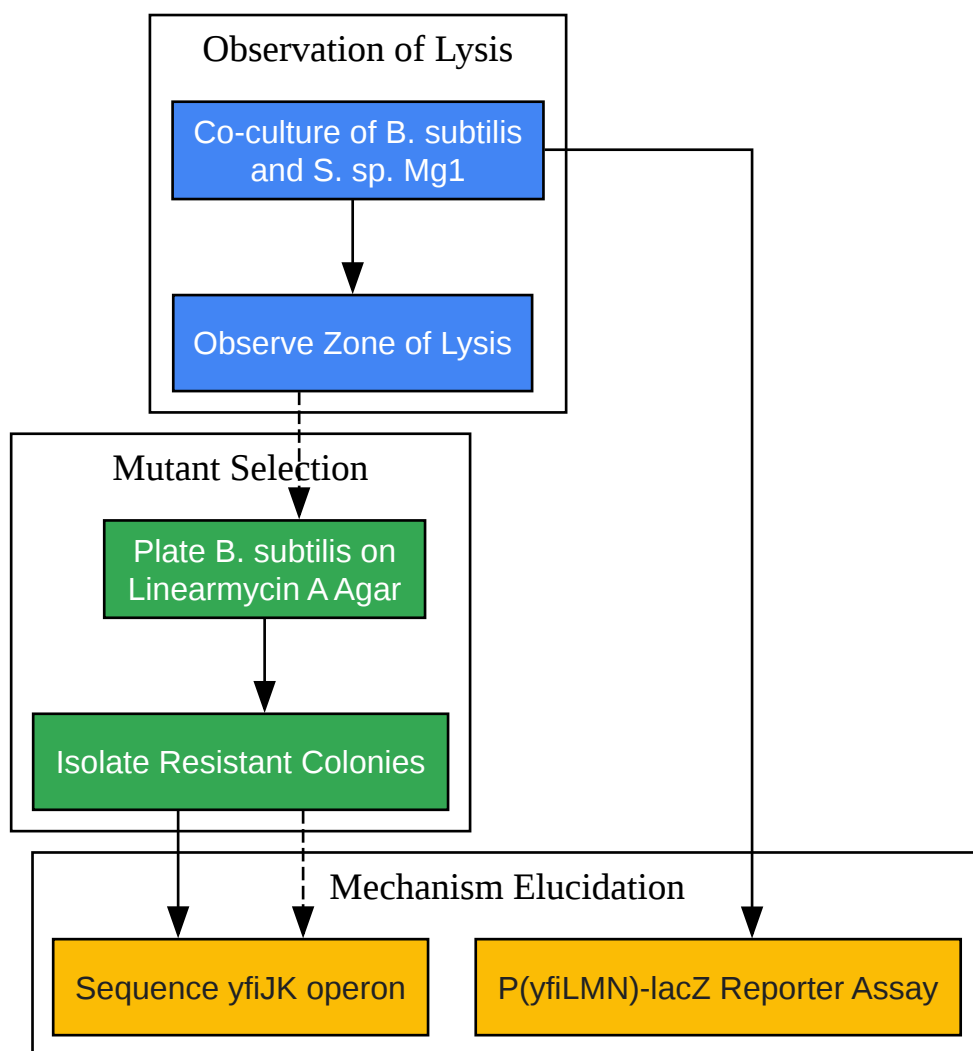 Observation of Lysis
Co-culture of B. subtilis
and S. sp. Mg1
Observe Zone of Lysis
Mutant Selection
Plate B. subtilis on
Linearmycin A Agar
Isolate Resistant Colonies
Mechanism Elucidation
Sequence yfiJK operon
P(yfiLMN)-lacZ Reporter Assay